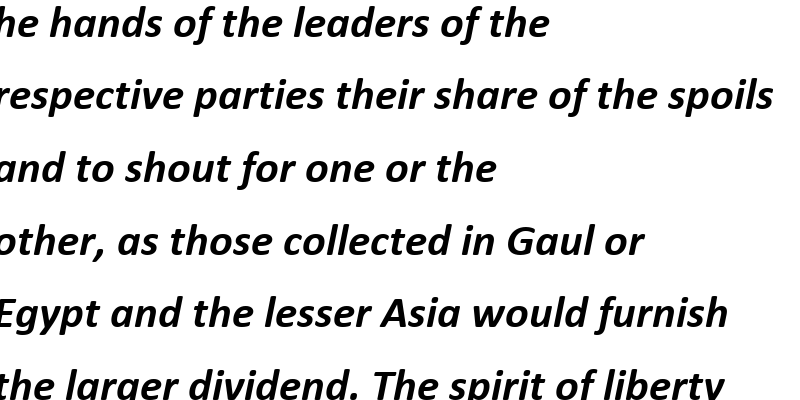 he hands of the leaders of the
respective parties their share of the spoils
and to shout for one or the
other, as those collected in Gaul or
Egypt and the lesser Asia would furnish
the larger dividend. The spirit of liberty